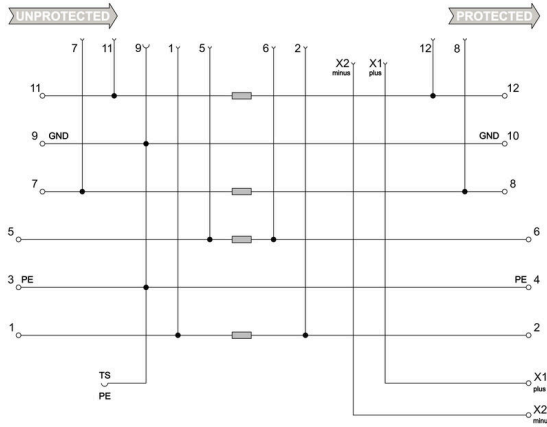 UNPROTECTED PROTECTED
7 11 9 1 5 6 2 X2 minus X1 plus 12 8
11 12
9 GND GND 10
7 8
5 6
3 PE PE 4
1 2
TS
PE
X1
plus
X2
minu